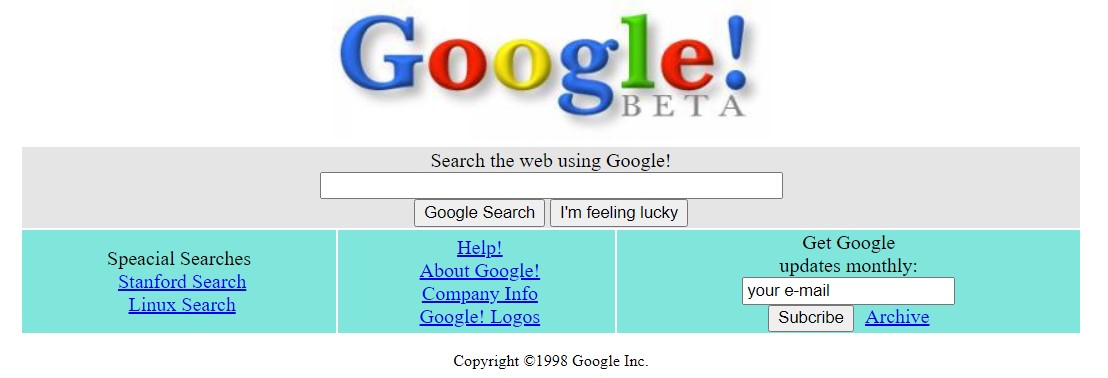 Google!
BETA
Search the web using Google!
Google Search I'm feeling lucky
Speacial Searches
Stanford Search
Linux Search
Help!
About Google!
Company Info
Google! Logos
Get Google
updates monthly:
your e-mail
Subcribe Archive
Copyright ©1998 Google Inc.